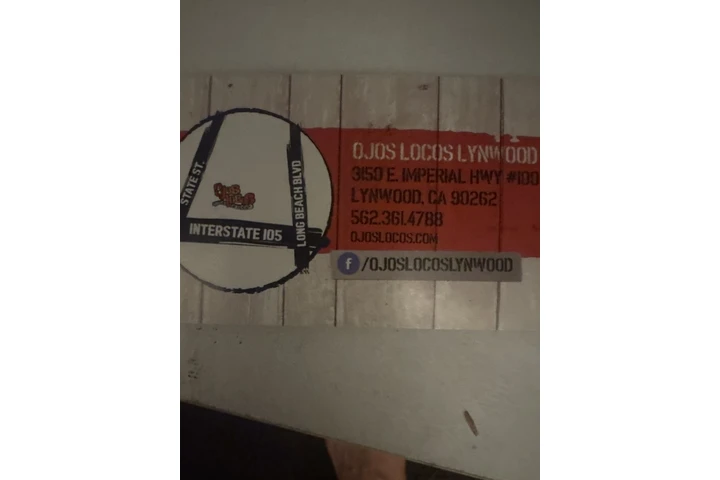 OJOS LOCOS LYNWOOD
3150 E. IMPERIAL HWY #100
LYNWOOD, CA 90262
562.361.4788
OJOSLOCOS.COM
f/OJOSLOCOSLYNWOOD
STATE ST.
LONG BEACH BLVD
INTERSTATE 105